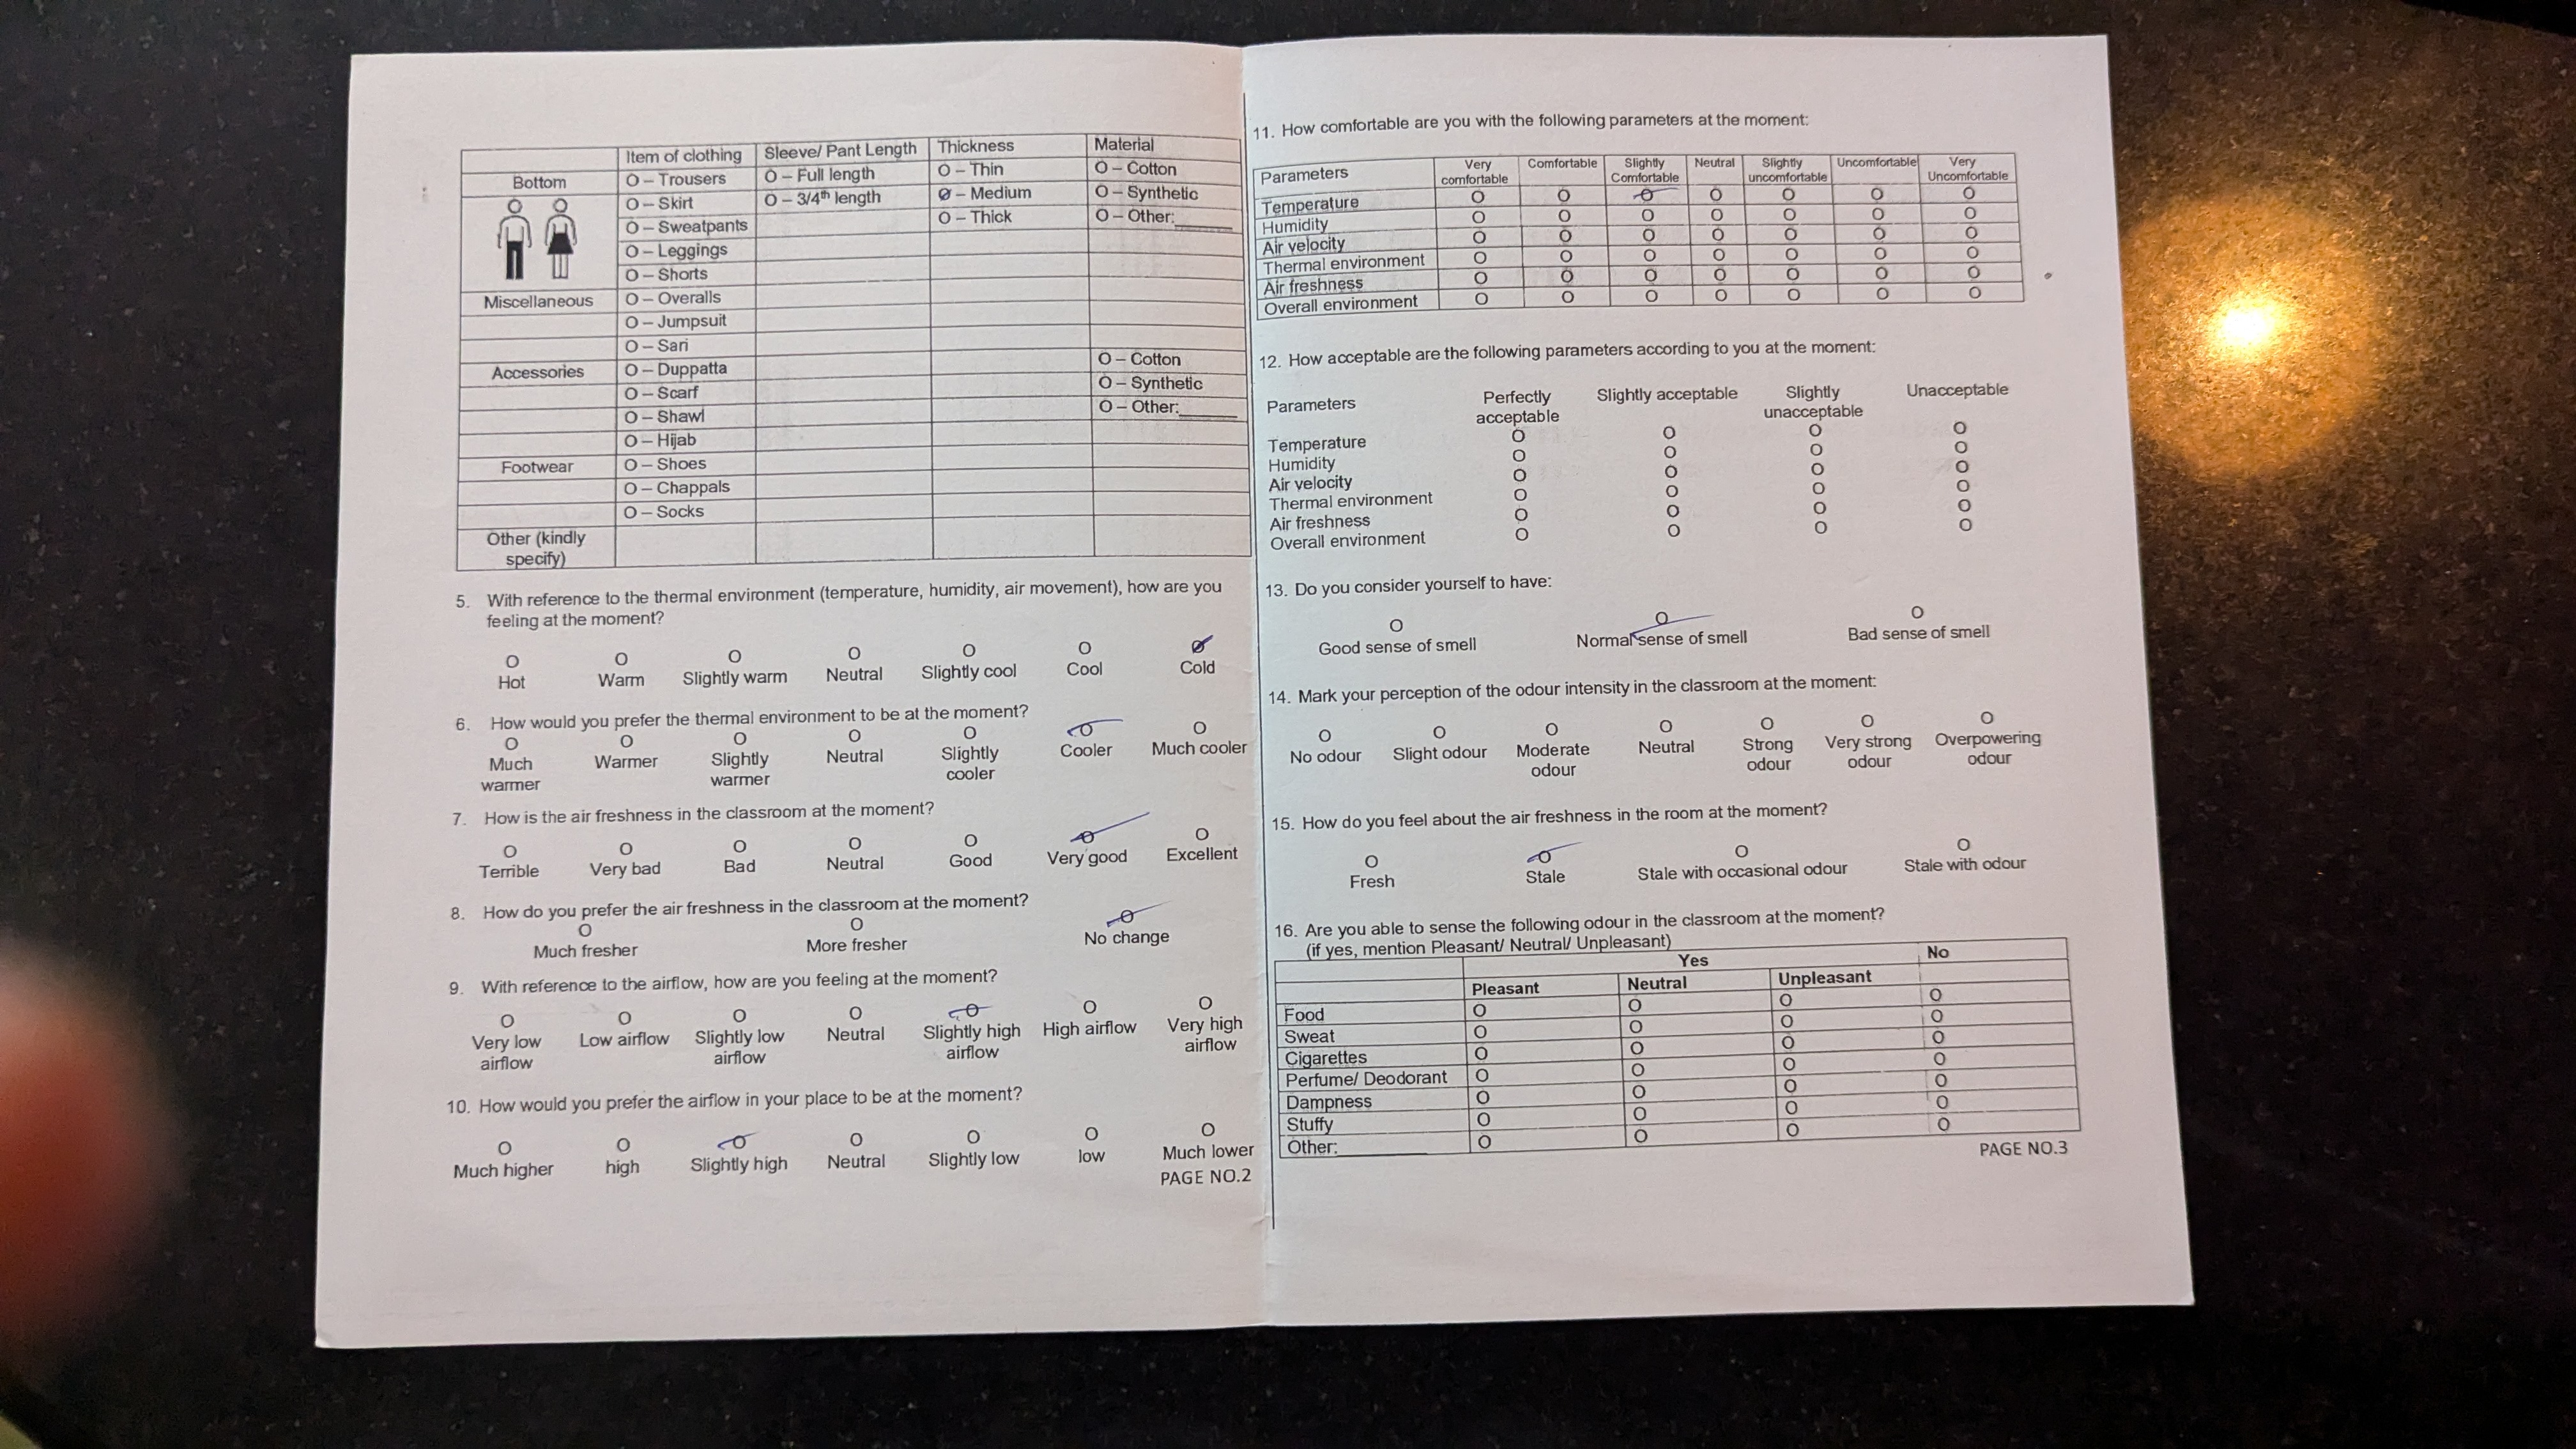 Item of clothing Sleeve/ Pant Length Thickness Material
Bottom O – Trousers O – Full length O – Thin O – Cotton
O – Skirt O – 3/4th length O – Medium O – Synthetic
O – Sweatpants O – Thick O – Other:______
O – Leggings
O – Shorts
Miscellaneous O – Overalls
O – Jumpsuit
O – Sari
Accessories O – Duppatta O – Cotton
O – Scarf O – Synthetic
O – Shawl O – Other:______
O – Hijab
Footwear O – Shoes
O – Chappals
O – Socks
Other (kindly
specify)
5. With reference to the thermal environment (temperature, humidity, air movement), how are you
feeling at the moment?
O O O O O O O
Hot Warm Slightly warm Neutral Slightly cool Cool Cold
6. How would you prefer the thermal environment to be at the moment?
O O O O O O O
Much Warmer Slightly Neutral Slightly Cooler Much cooler
warmer warmer cooler
7. How is the air freshness in the classroom at the moment?
O O O O O O O
Terrible Very bad Bad Neutral Good Very good Excellent
8. How do you prefer the air freshness in the classroom at the moment?
O O O
Much fresher More fresher No change
9. With reference to the airflow, how are you feeling at the moment?
O O O O O O O
Very low Low airflow Slightly low Neutral Slightly high High airflow Very high
airflow airflow airflow airflow
10. How would you prefer the airflow in your place to be at the moment?
O O O O O O O
Much higher high Slightly high Neutral Slightly low low Much lower
PAGE NO.2
11. How comfortable are you with the following parameters at the moment:
Parameters Very Comfortable Slightly Neutral Slightly Uncomfortable Very
comfortable Comfortable uncomfortable Uncomfortable
Temperature O O O O O O O
Humidity O O O O O O O
Air velocity O O O O O O O
Thermal environment O O O O O O O
Air freshness O O O O O O O
Overall environment O O O O O O O
12. How acceptable are the following parameters according to you at the moment:
Parameters Perfectly Slightly acceptable Slightly Unacceptable
acceptable unacceptable
Temperature O O O O
Humidity O O O O
Air velocity O O O O
Thermal environment O O O O
Air freshness O O O O
Overall environment O O O O
13. Do you consider yourself to have:
O O O
Good sense of smell Normal sense of smell Bad sense of smell
14. Mark your perception of the odour intensity in the classroom at the moment:
O O O O O O O
No odour Slight odour Moderate Neutral Strong Very strong Overpowering
odour odour odour odour
15. How do you feel about the air freshness in the room at the moment?
O O O O
Fresh Stale Stale with occasional odour Stale with odour
16. Are you able to sense the following odour in the classroom at the moment?
(if yes, mention Pleasant/ Neutral/ Unpleasant)
Yes No
Pleasant Neutral Unpleasant
Food O O O O
Sweat O O O O
Cigarettes O O O O
Perfume/ Deodorant O O O O
Dampness O O O O
Stuffy O O O O
Other:__________ O O O O
PAGE NO.3